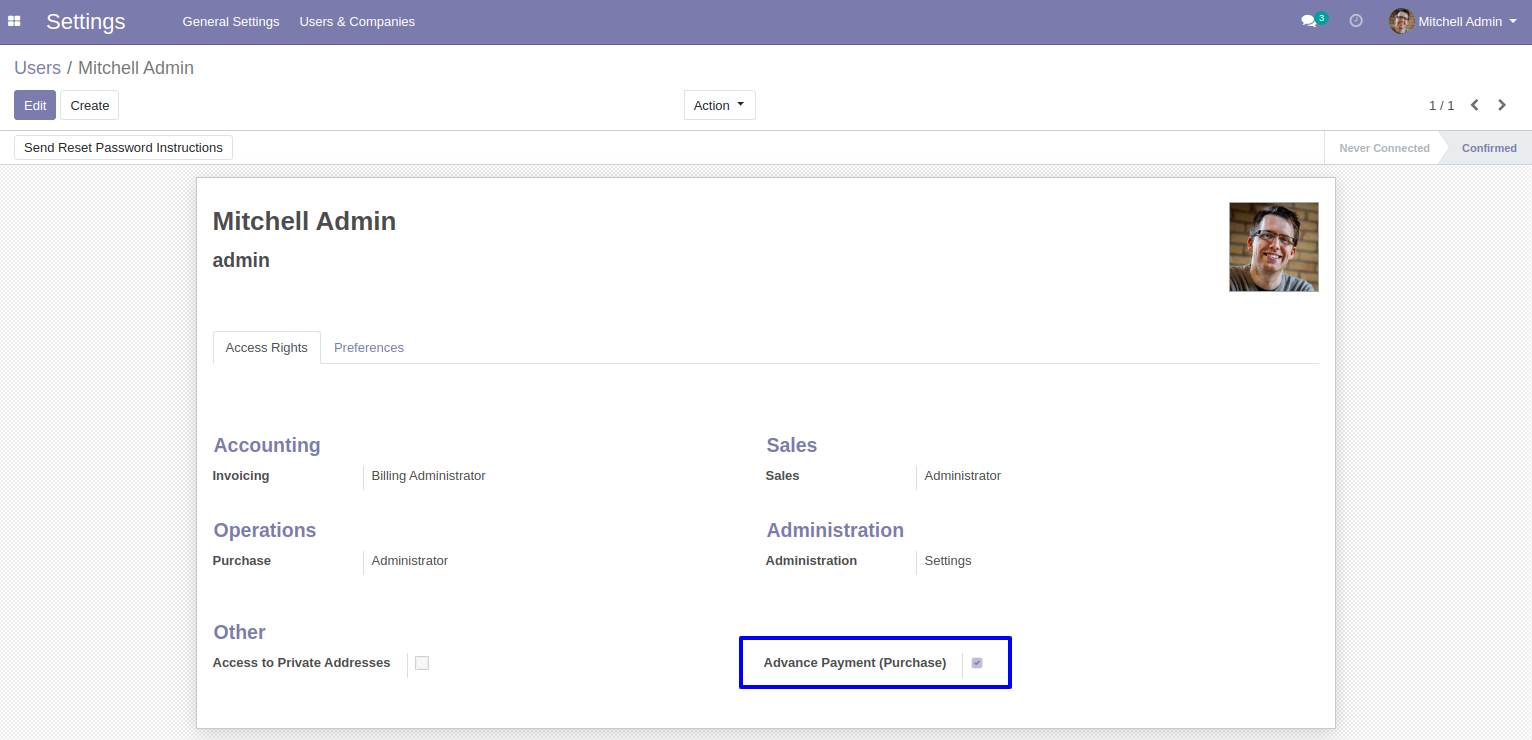 Settings General Settings Users & Companies 3 Mitchell Admin
Users / Mitchell Admin
Edit Create Action 1 / 1
Send Reset Password Instructions Never Connected Confirmed
Mitchell Admin
admin
Access Rights Preferences
Accounting Sales
Invoicing Billing Administrator Sales Administrator
Operations Administration
Purchase Administrator Administration Settings
Other
Access to Private Addresses Advance Payment (Purchase)